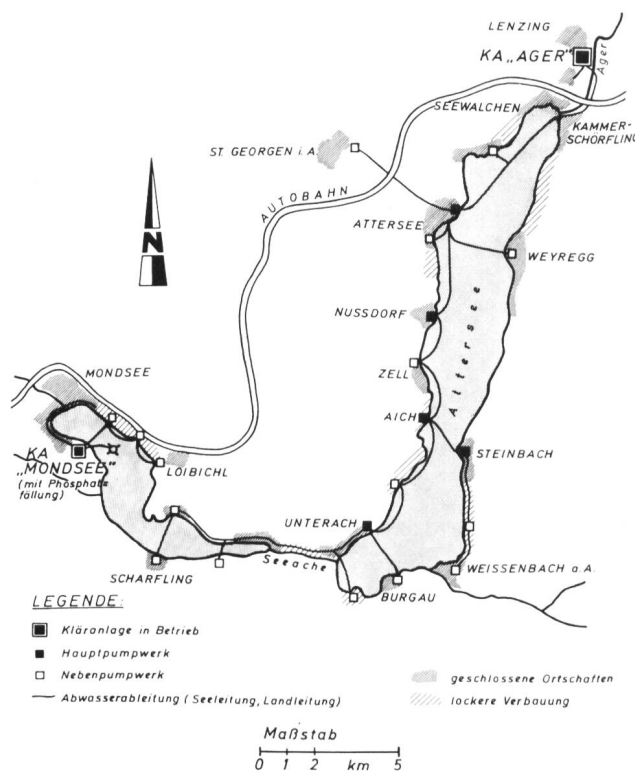 LENZING
KA „AGER"
Ager
SEEWALCHEN
KAMMER-
SCHÖRFLING
ST. GEORGEN i. A.
AUTOBAHN
N
ATTERSEE
WEYREGG
NUSSDORF
Attersee
MONDSEE
ZELL
AICH
KA
„MONDSEE"
(mit Phosphat-
fällung)
LOIBICHL
STEINBACH
UNTERACH
Seeache
SCHARFLING
WEISSENBACH a.A.
BURGAU
LEGENDE:
Kläranlage in Betrieb
Hauptpumpwerk
Nebenpumpwerk
Abwasserableitung (Seeleitung, Landleitung)
geschlossene Ortschaften
lockere Verbauung
Maßstab
0 1 2 km 5